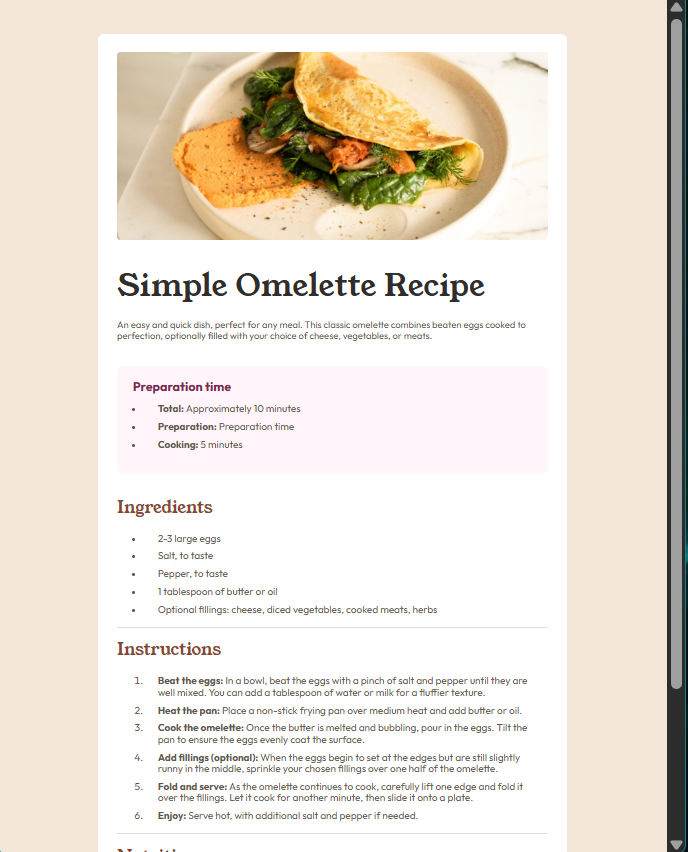 Simple Omelette Recipe
An easy and quick dish, perfect for any meal. This classic omelette combines beaten eggs cooked to
perfection, optionally filled with your choice of cheese, vegetables, or meats.
Preparation time
• Total: Approximately 10 minutes
• Preparation: Preparation time
• Cooking: 5 minutes
Ingredients
• 2-3 large eggs
• Salt, to taste
• Pepper, to taste
• 1 tablespoon of butter or oil
• Optional fillings: cheese, diced vegetables, cooked meats, herbs
Instructions
1. Beat the eggs: In a bowl, beat the eggs with a pinch of salt and pepper until they are
well mixed. You can add a tablespoon of water or milk for a fluffier texture.
2. Heat the pan: Place a non-stick frying pan over medium heat and add butter or oil.
3. Cook the omelette: Once the butter is melted and bubbling, pour in the eggs. Tilt the
pan to ensure the eggs evenly coat the surface.
4. Add fillings (optional): When the eggs begin to set at the edges but are still slightly
runny in the middle, sprinkle your chosen fillings over one half of the omelette.
5. Fold and serve: As the omelette continues to cook, carefully lift one edge and fold it
over the fillings. Let it cook for another minute, then slide it onto a plate.
6. Enjoy: Serve hot, with additional salt and pepper if needed.